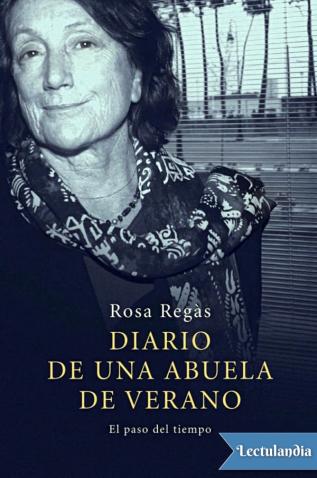 Rosa Regàs
DIARIO
DE UNA ABUELA
DE VERANO
El paso del tiempo
Lectulandia